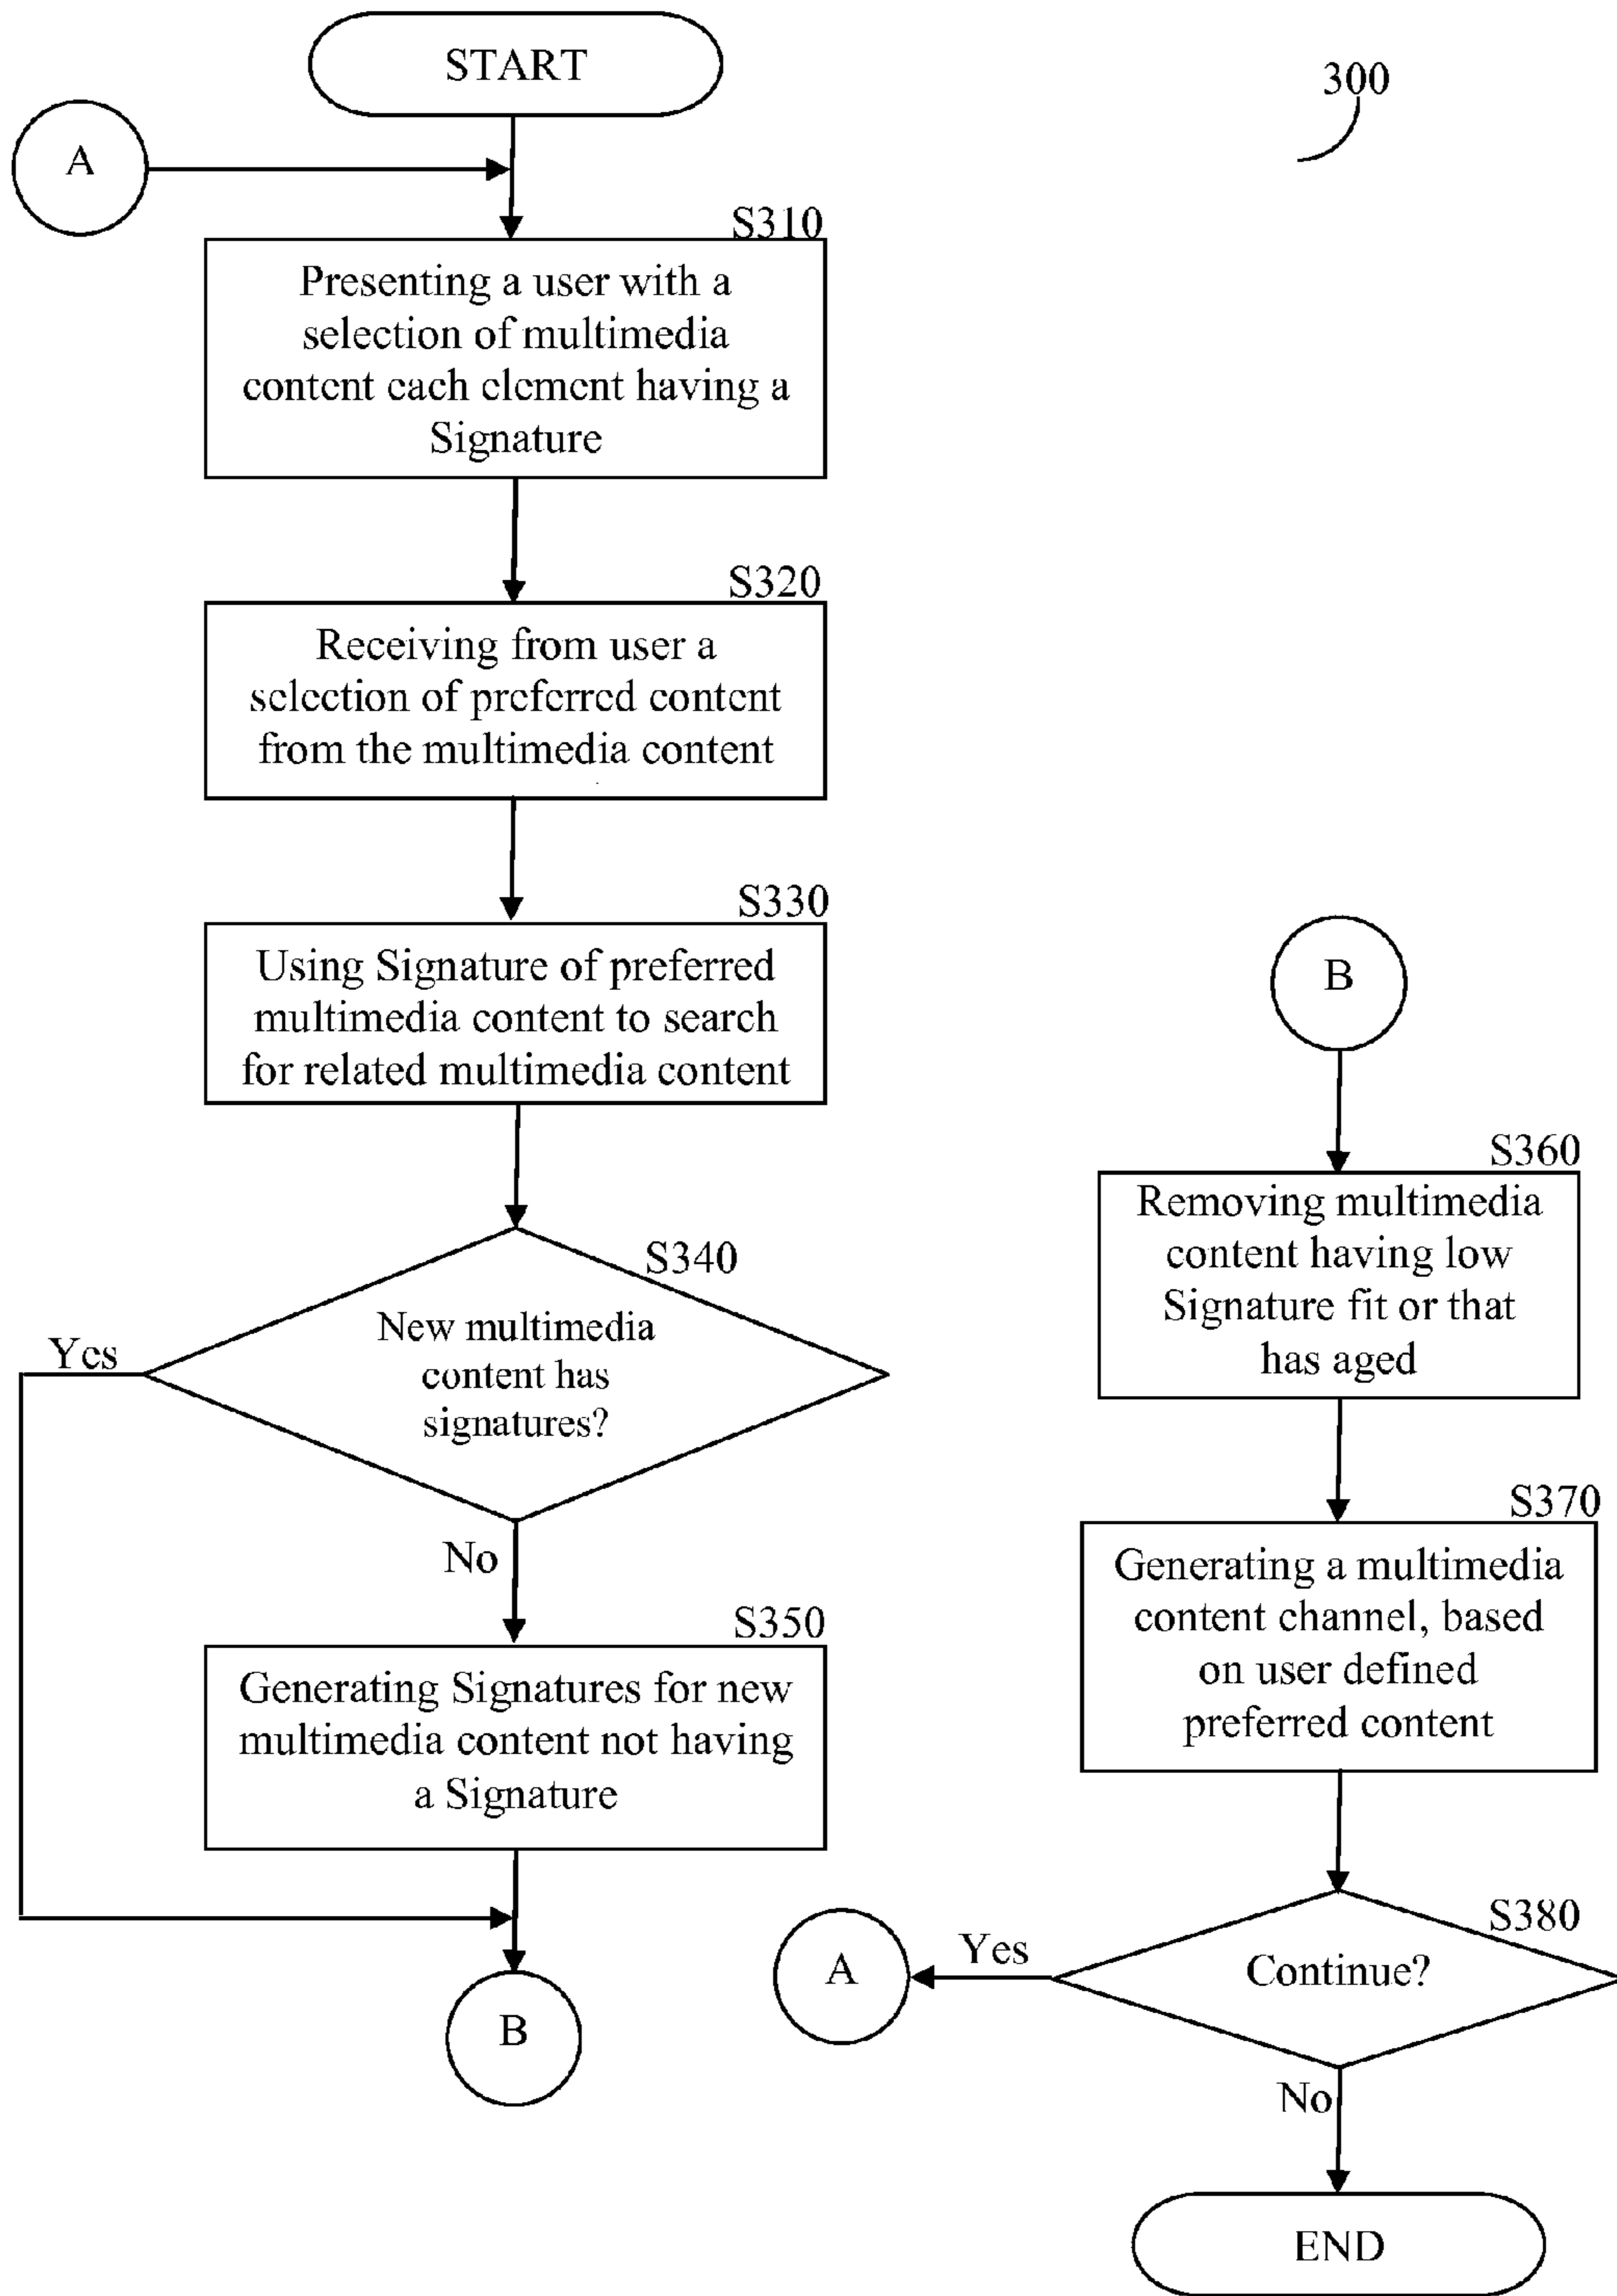 START
300
A
S310
Presenting a user with a
selection of multimedia
content each element having a
Signature
S320
Receiving from user a
selection of preferred content
from the multimedia content
S330
Using Signature of preferred
multimedia content to search
for related multimedia content
S340
New multimedia
content has
signatures?
Yes
No
S350
Generating Signatures for new
multimedia content not having
a Signature
B
B
S360
Removing multimedia
content having low
Signature fit or that
has aged
S370
Generating a multimedia
content channel, based
on user defined
preferred content
S380
Continue?
Yes
A
No
END